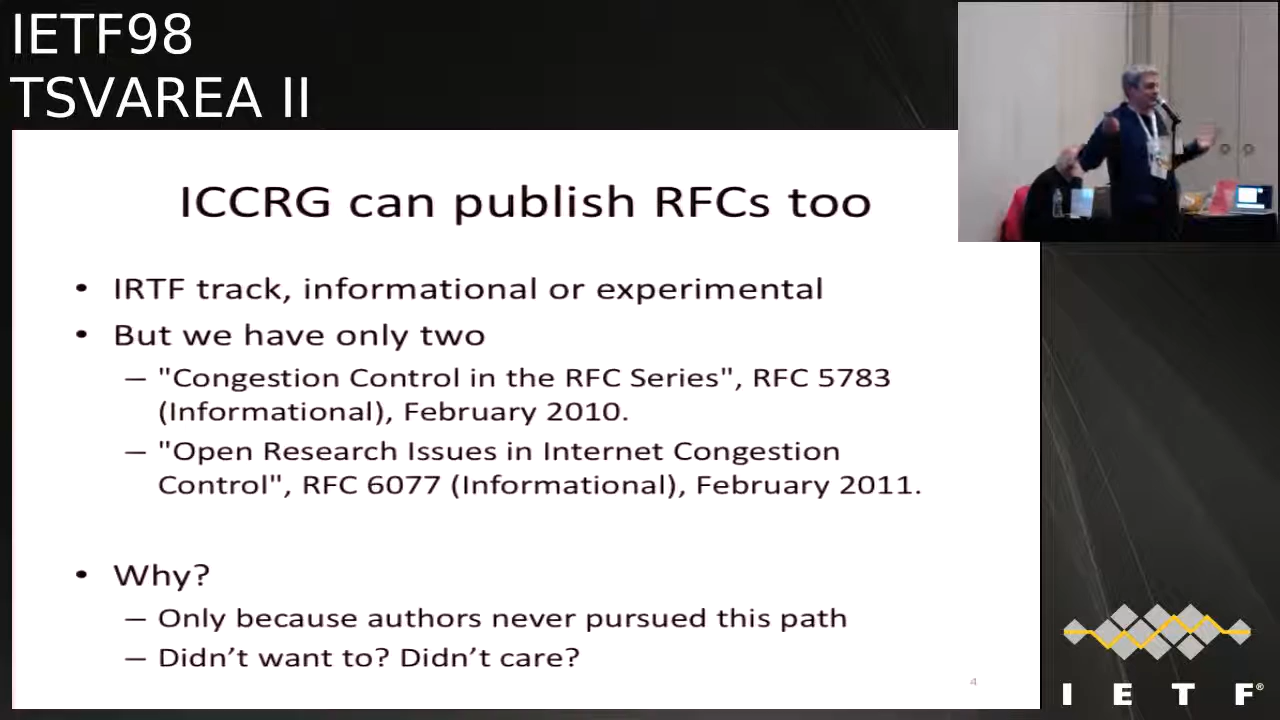 IETF98
TSVAREA II
ICCRG can publish RFCs too
• IRTF track, informational or experimental
• But we have only two
– "Congestion Control in the RFC Series", RFC 5783
(Informational), February 2010.
– "Open Research Issues in Internet Congestion
Control", RFC 6077 (Informational), February 2011.
• Why?
– Only because authors never pursued this path
– Didn’t want to? Didn’t care?
4
I E T F®